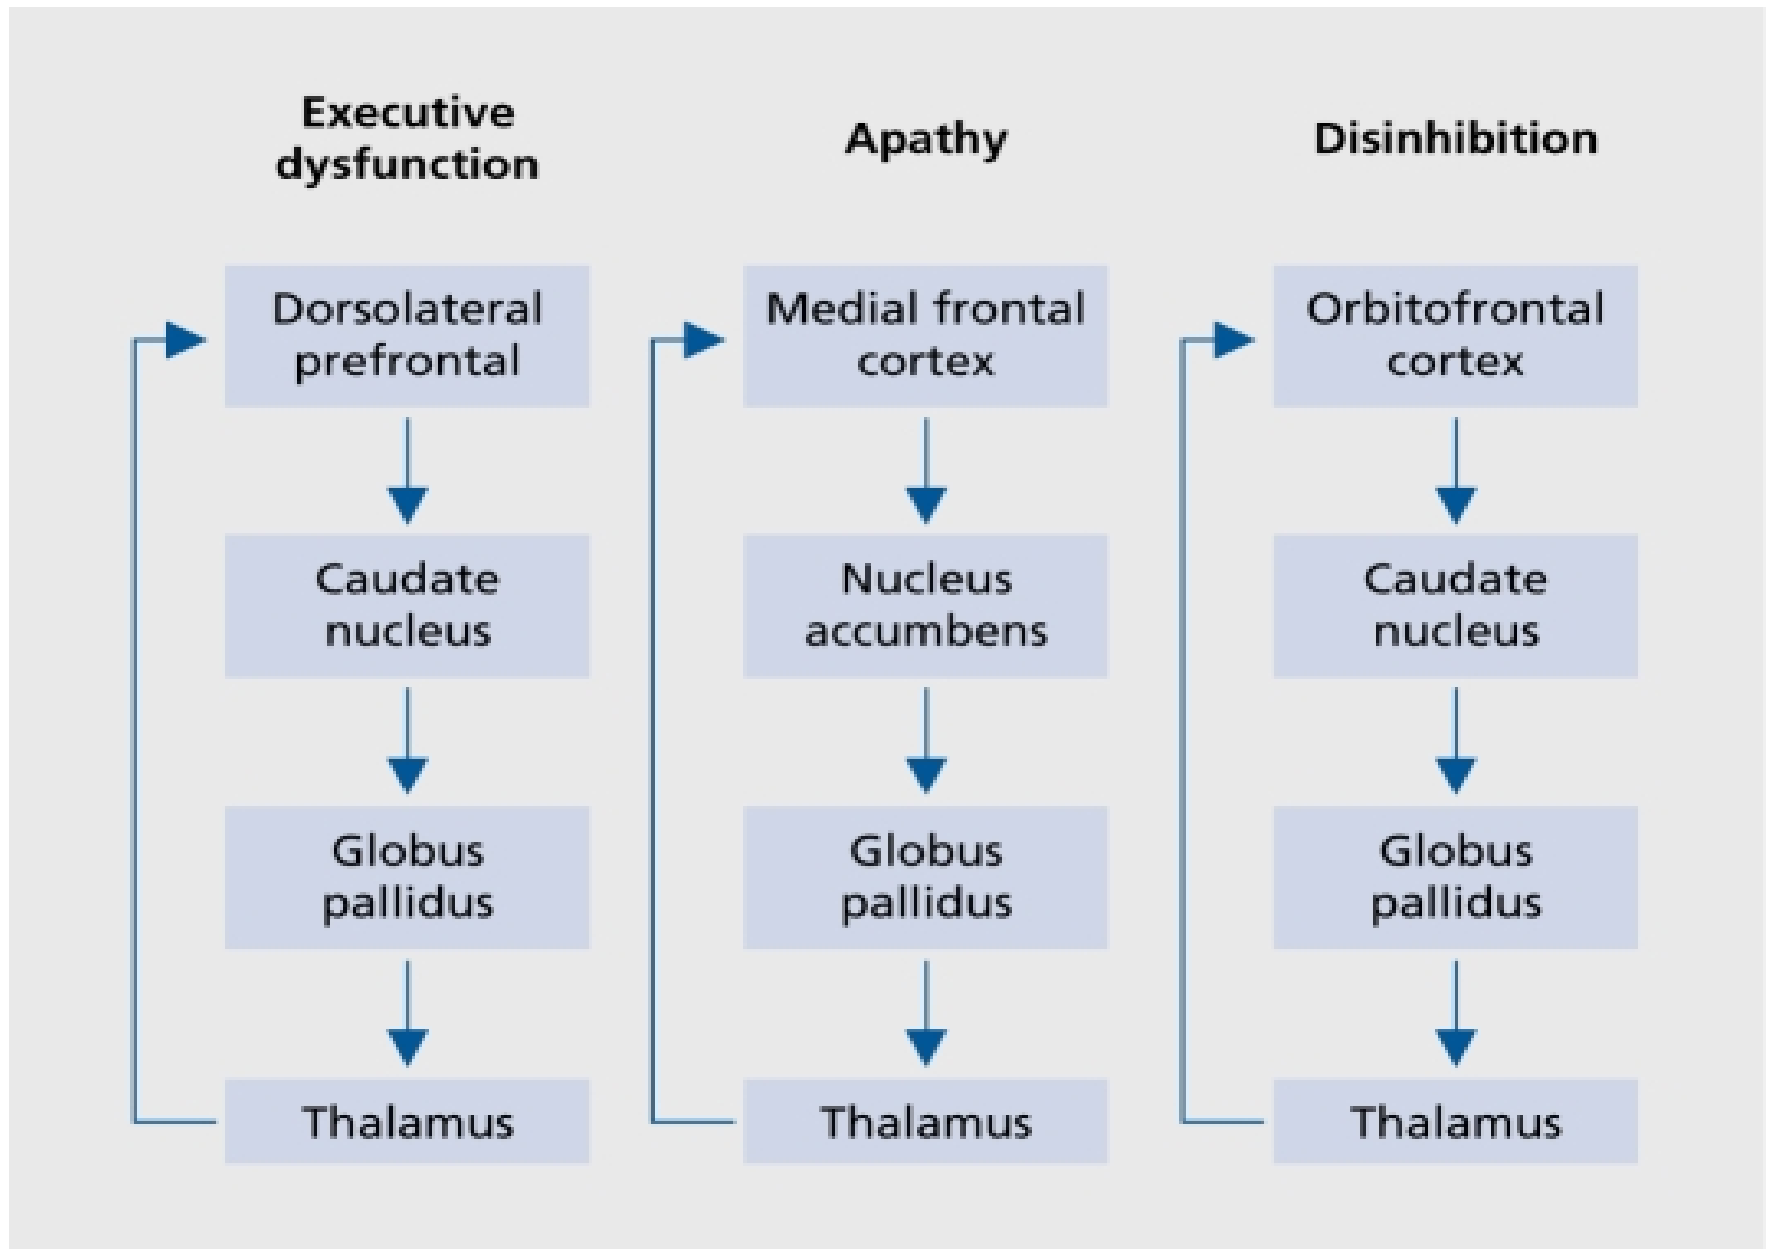 Executive
dysfunction
Apathy
Disinhibition
Dorsolateral
prefrontal
Medial frontal
cortex
Orbitofrontal
cortex
Caudate
nucleus
Nucleus
accumbens
Caudate
nucleus
Globus
pallidus
Globus
pallidus
Globus
pallidus
Thalamus
Thalamus
Thalamus